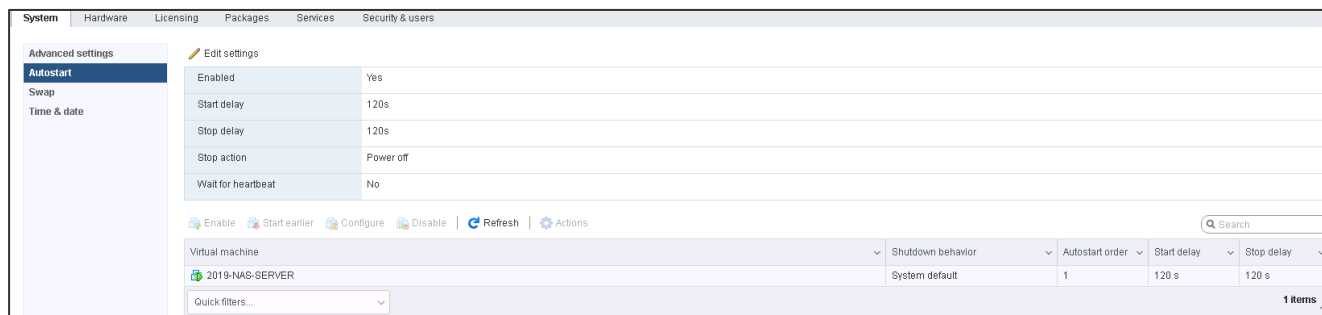 System Hardware Licensing Packages Services Security & users
Advanced settings
Autostart
Swap
Time & date
Edit settings
Enabled Yes
Start delay 120s
Stop delay 120s
Stop action Power off
Wait for heartbeat No
Enable Start earlier Configure Disable Refresh Actions Search
Virtual machine Shutdown behavior Autostart order Start delay Stop delay
2019-NAS-SERVER System default 1 120 s 120 s
Quick filters... 1 items